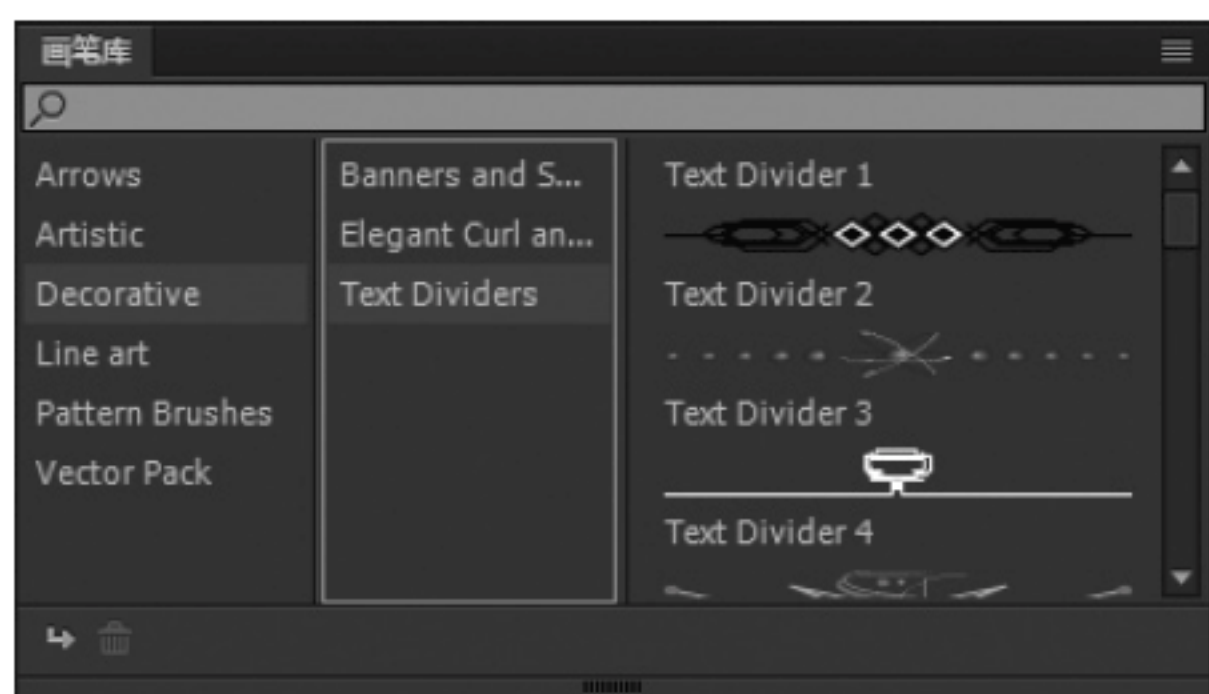 画笔库
Arrows
Artistic
Decorative
Line art
Pattern Brushes
Vector Pack
Banners and S...
Elegant Curl an...
Text Dividers
Text Divider 1
Text Divider 2
Text Divider 3
Text Divider 4